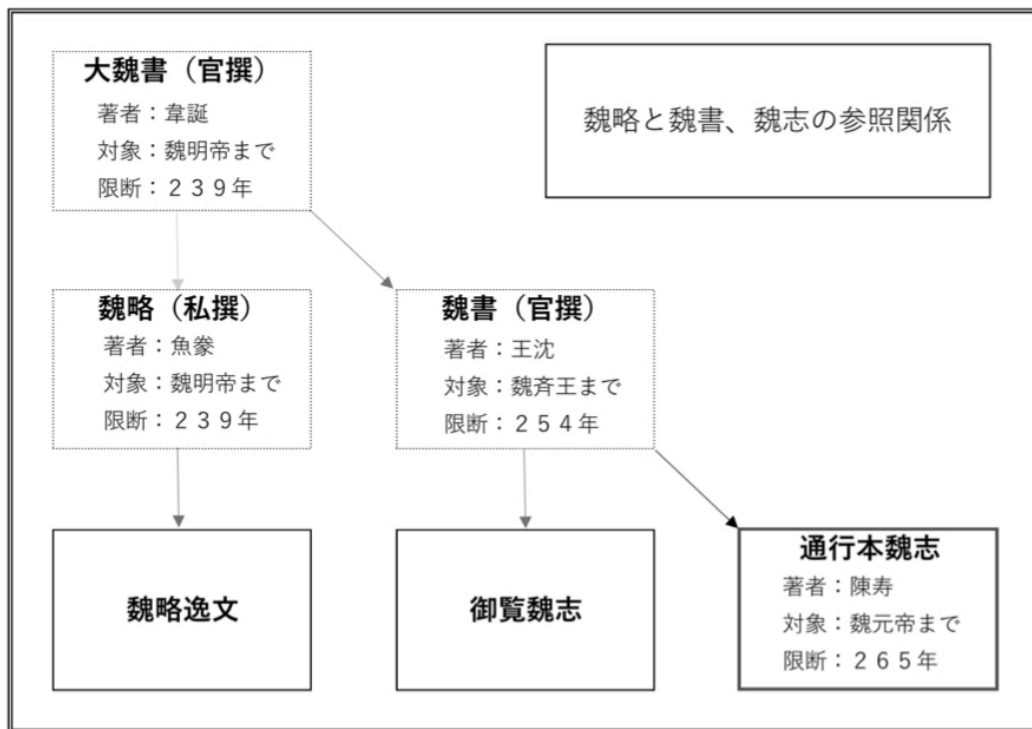 大魏書（官撰）
著者：韋誕
対象：魏明帝まで
限断：２３９年
魏略と魏書、魏志の参照関係
魏略（私撰）
著者：魚豢
対象：魏明帝まで
限断：２３９年
魏書（官撰）
著者：王沈
対象：魏斉王まで
限断：２５４年
魏略逸文
御覧魏志
通行本魏志
著者：陳寿
対象：魏元帝まで
限断：２６５年